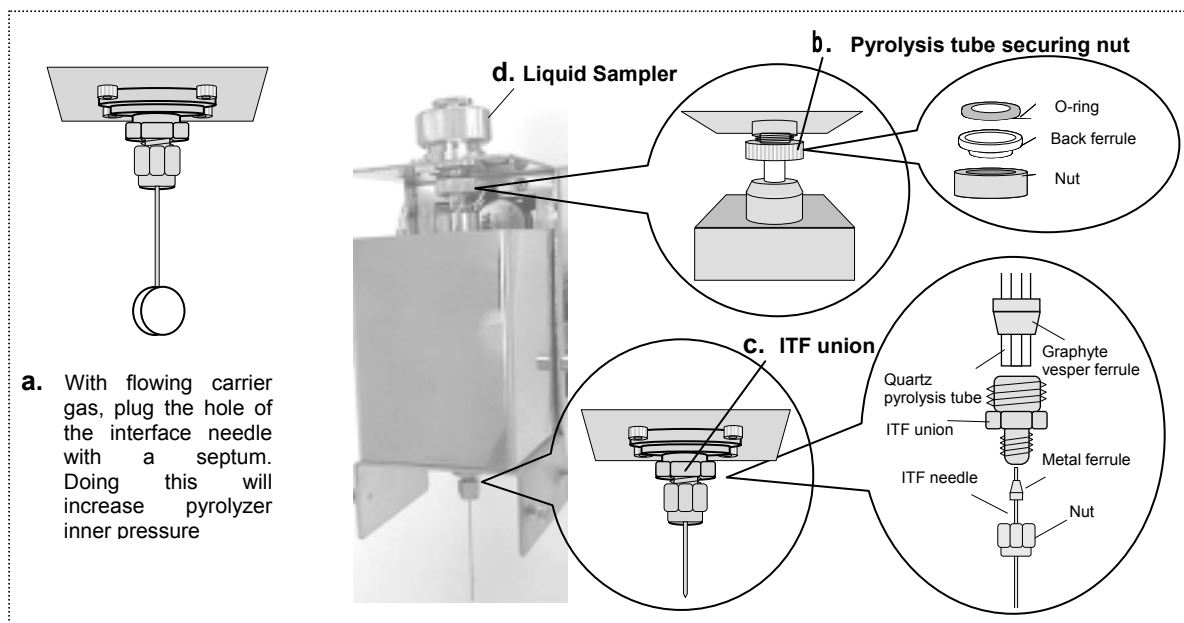 b. Pyrolysis tube securing nut
d. Liquid Sampler
O-ring
Back ferrule
Nut
c. ITF union
Graphyte
vesper ferrule
Quartz
pyrolysis tube
ITF union
Metal ferrule
ITF needle
Nut
a. With flowing carrier
gas, plug the hole of
the interface needle
with a septum.
Doing this will
increase pyrolyzer
inner pressure